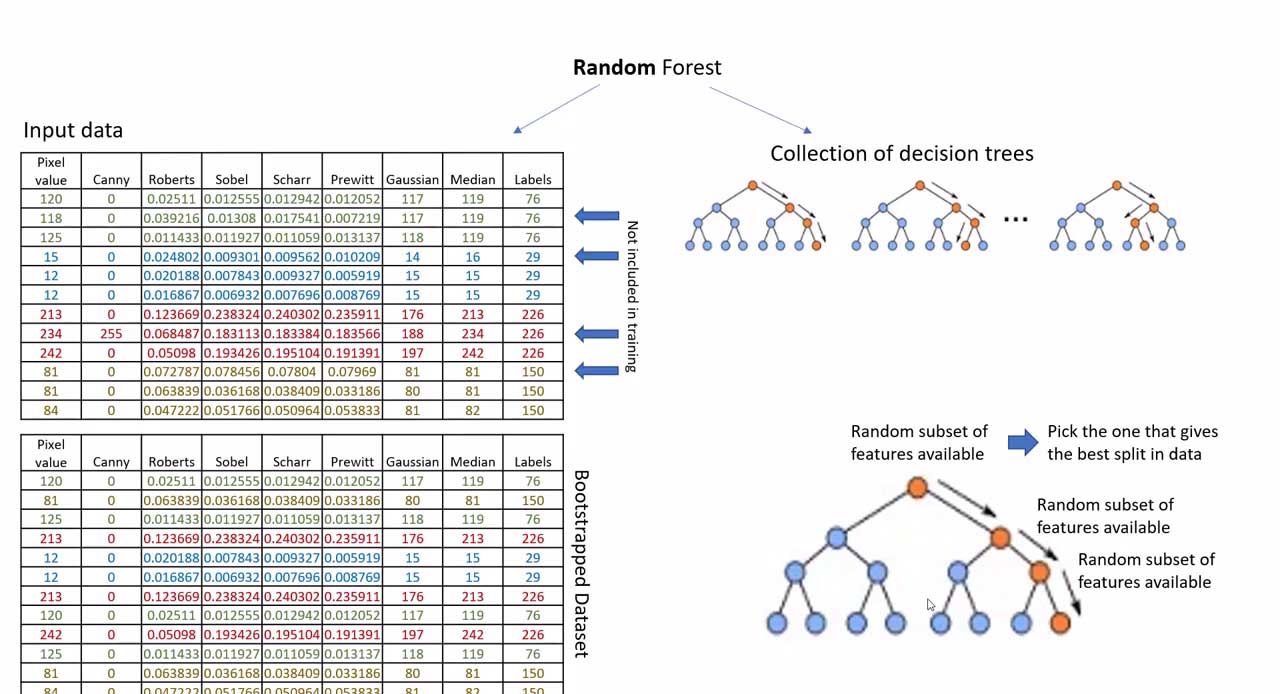 Random Forest
Input data
Pixel value Canny Roberts Sobel Scharr Prewitt Gaussian Median Labels
120 0 0.02511 0.012555 0.012942 0.012052 117 119 76
118 0 0.039216 0.01308 0.017541 0.007219 117 119 76
125 0 0.011433 0.011927 0.011059 0.013137 118 119 76
15 0 0.024802 0.009301 0.009562 0.010209 14 16 29
12 0 0.020188 0.007843 0.009327 0.005919 15 15 29
12 0 0.016867 0.006932 0.007696 0.008769 15 15 29
213 0 0.123669 0.238324 0.240302 0.235911 176 213 226
234 255 0.068487 0.183113 0.183384 0.183566 188 234 226
242 0 0.05098 0.193426 0.195104 0.191391 197 242 226
81 0 0.072787 0.078456 0.07804 0.07969 81 81 150
81 0 0.063839 0.036168 0.038409 0.033186 80 81 150
84 0 0.047222 0.051766 0.050964 0.053833 81 82 150
Not included in training
Pixel value Canny Roberts Sobel Scharr Prewitt Gaussian Median Labels
120 0 0.02511 0.012555 0.012942 0.012052 117 119 76
81 0 0.063839 0.036168 0.038409 0.033186 80 81 150
125 0 0.011433 0.011927 0.011059 0.013137 118 119 76
213 0 0.123669 0.238324 0.240302 0.235911 176 213 226
12 0 0.020188 0.007843 0.009327 0.005919 15 15 29
12 0 0.016867 0.006932 0.007696 0.008769 15 15 29
213 0 0.123669 0.238324 0.240302 0.235911 176 213 226
120 0 0.02511 0.012555 0.012942 0.012052 117 119 76
242 0 0.05098 0.193426 0.195104 0.191391 197 242 226
125 0 0.011433 0.011927 0.011059 0.013137 118 119 76
81 0 0.063839 0.036168 0.038409 0.033186 80 81 150
84 0 0.047222 0.051766 0.050964 0.053833 81 82 150
Bootstrapped Dataset
Collection of decision trees
...
Random subset of
features available
Pick the one that gives
the best split in data
Random subset of
features available
Random subset of
features available